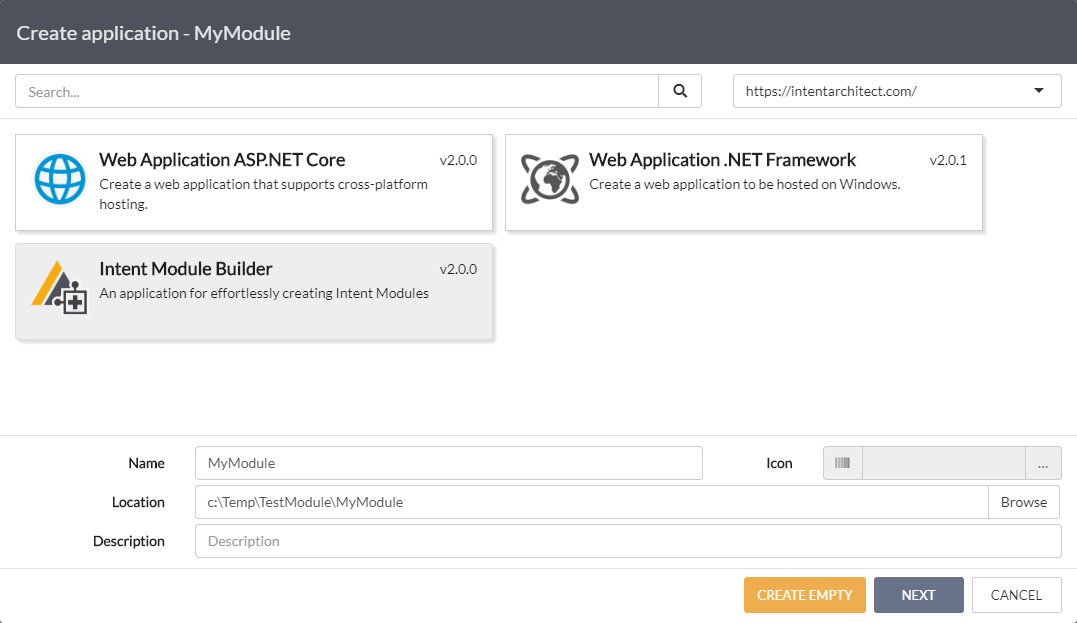 Create application - MyModule
Search...
https://intentarchitect.com/
Web Application ASP.NET Core
v2.0.0
Create a web application that supports cross-platform
hosting.
Web Application .NET Framework
v2.0.1
Create a web application to be hosted on Windows.
Intent Module Builder
v2.0.0
An application for effortlessly creating Intent Modules
Name
MyModule
Icon
...
Location
c:\Temp\TestModule\MyModule
Browse
Description
Description
CREATE EMPTY
NEXT
CANCEL